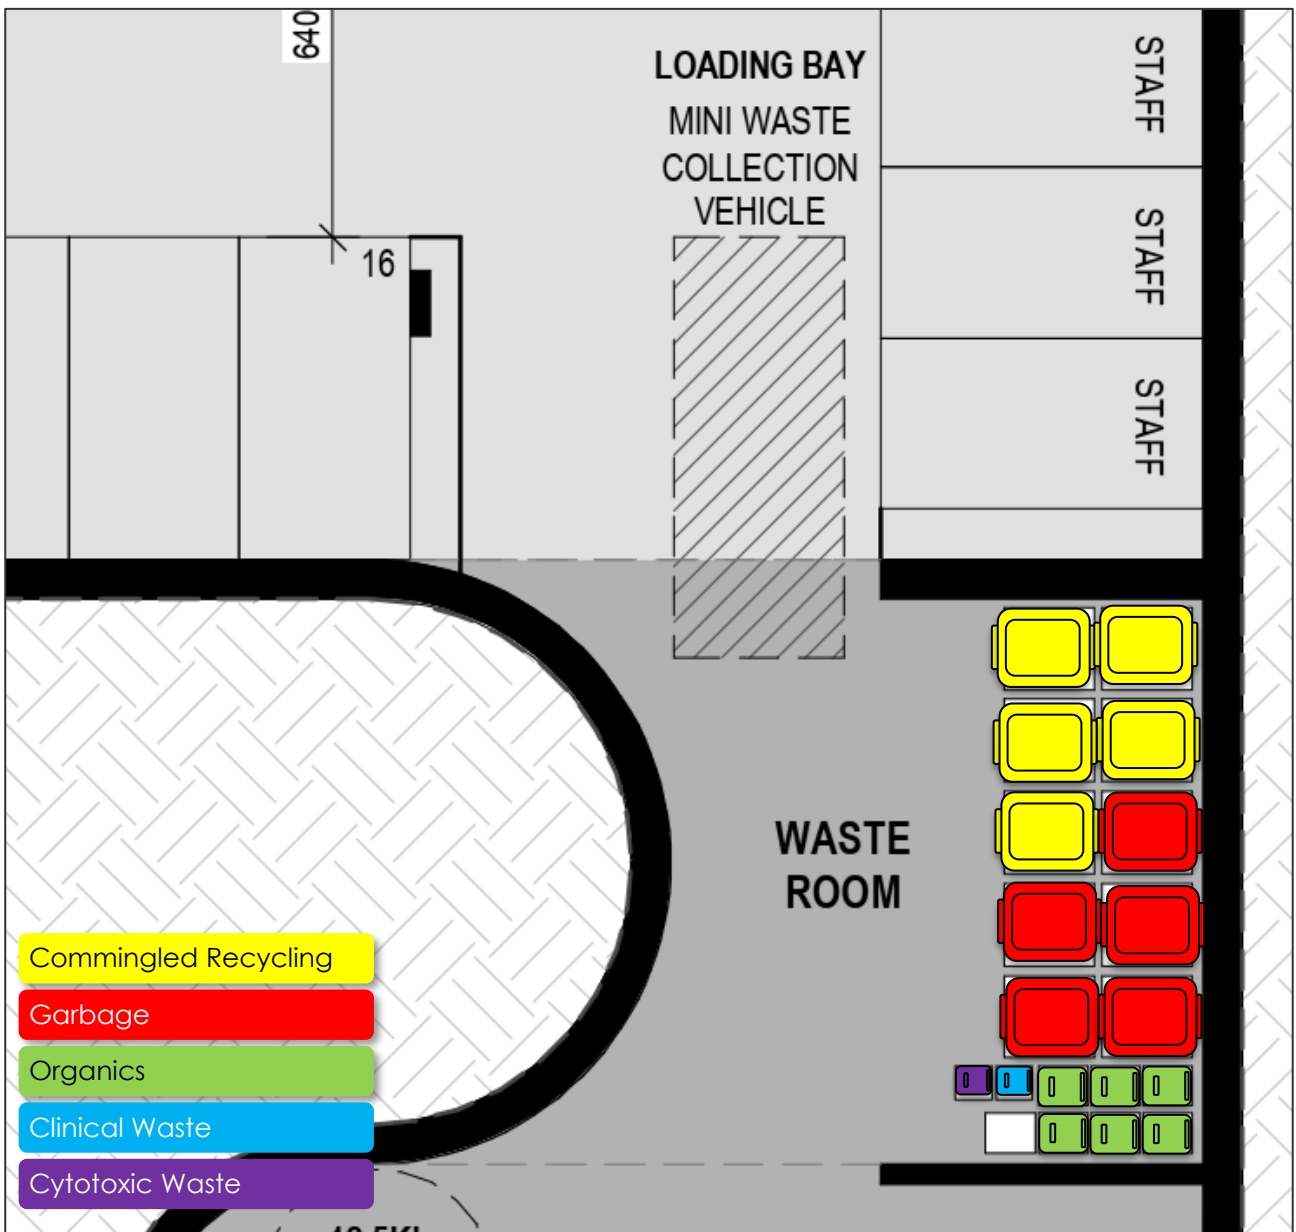 640
LOADING BAY
MINI WASTE
COLLECTION
VEHICLE
STAFF
STAFF
STAFF
16
WASTE
ROOM
Commingled Recycling
Garbage
Organics
Clinical Waste
Cytotoxic Waste